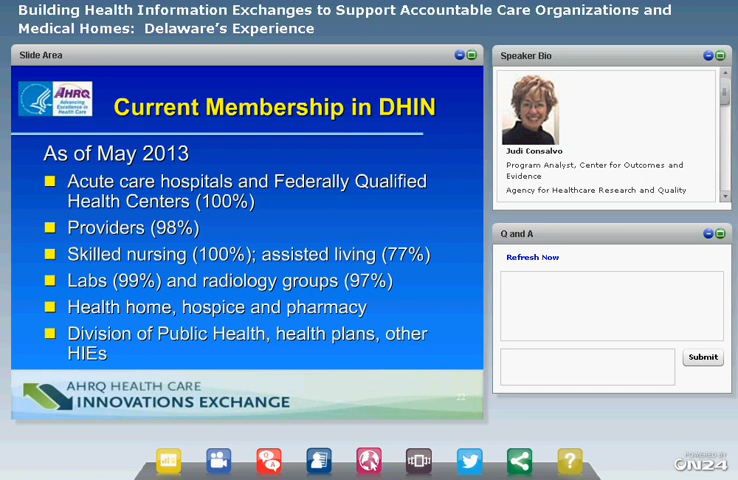 Building Health Information Exchanges to Support Accountable Care Organizations and
Medical Homes:  Delaware's Experience
Slide Area
AHRQ
Advancing
Excellence in
Health Care
Current Membership in DHIN
As of May 2013
Acute care hospitals and Federally Qualified
Health Centers (100%)
Providers (98%)
Skilled nursing (100%); assisted living (77%)
Labs (99%) and radiology groups (97%)
Health home, hospice and pharmacy
Division of Public Health, health plans, other
HIEs
AHRQ HEALTH CARE
INNOVATIONS EXCHANGE
22
Speaker Bio
Judi Consalvo
Program Analyst, Center for Outcomes and
Evidence
Agency for Healthcare Research and Quality
Q and A
Refresh Now
Submit
Q
A
?
POWERED BY
ON24